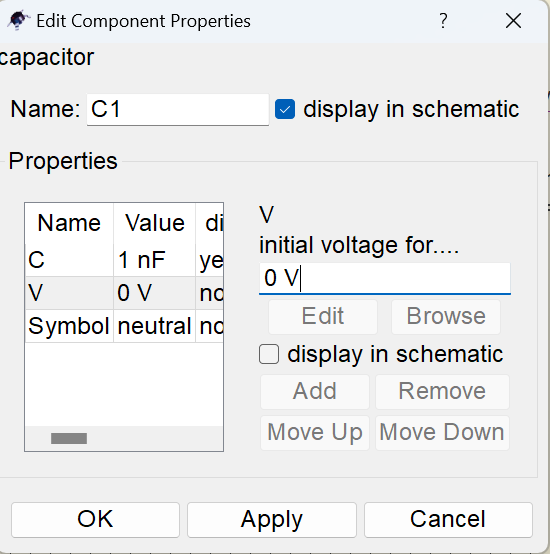 Edit Component Properties ? 
capacitor
Name: C1 display in schematic
Properties
Name Value di
C 1 nF ye
V 0 V no
Symbol neutral no
V
initial voltage for....
0 V
Edit Browse
display in schematic
Add Remove
Move Up Move Down
OK Apply Cancel